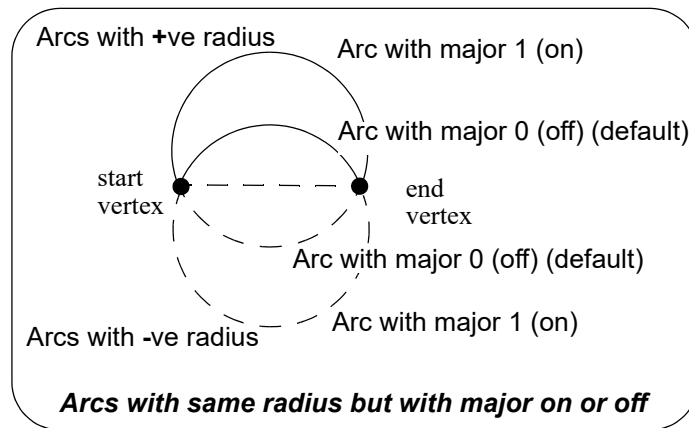 Arcs with +ve radius
Arc with major 1 (on)
Arc with major 0 (off) (default)
start
vertex
end
vertex
Arc with major 0 (off) (default)
Arc with major 1 (on)
Arcs with -ve radius
Arcs with same radius but with major on or off